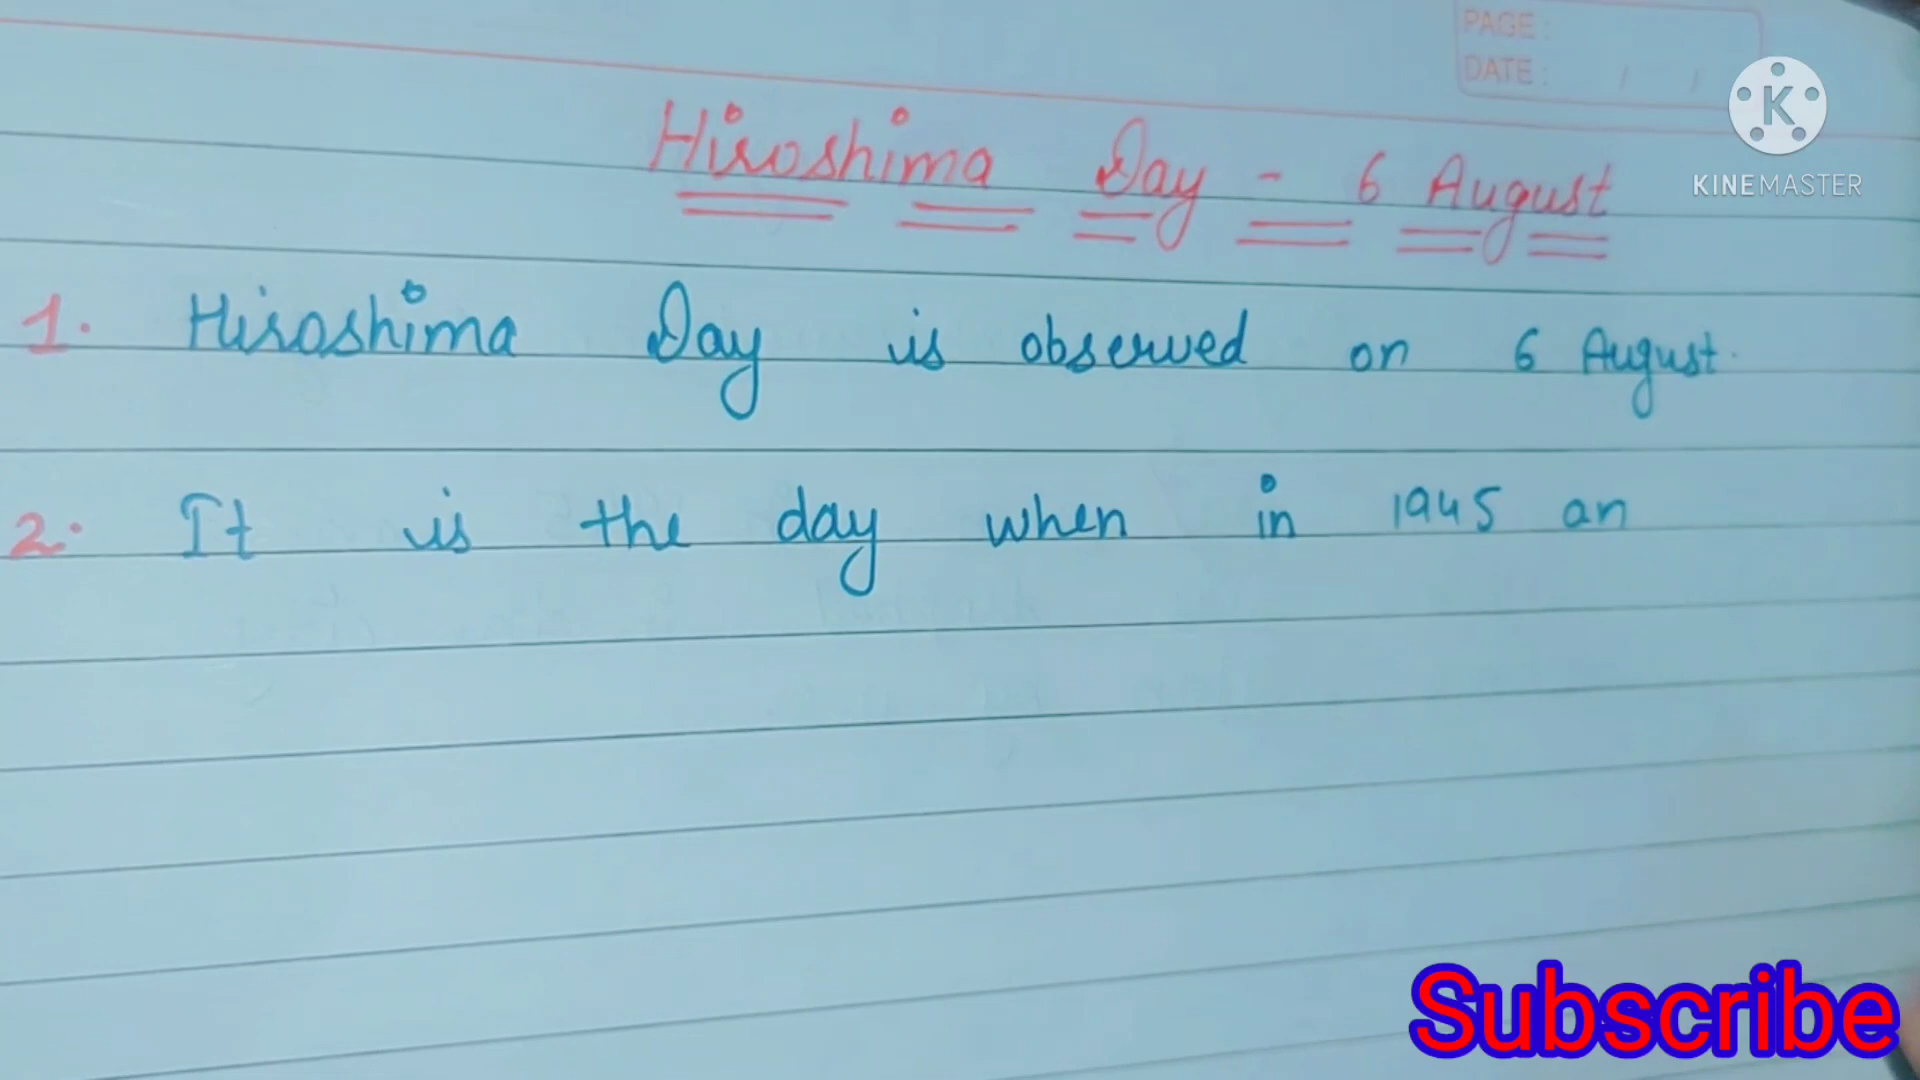 PAGE :
DATE : / /
KINEMASTER
Hiroshima Day - 6 August
1. Hiroshima Day is observed on 6 August.
2. It is the day when in 1945 an
Subscribe